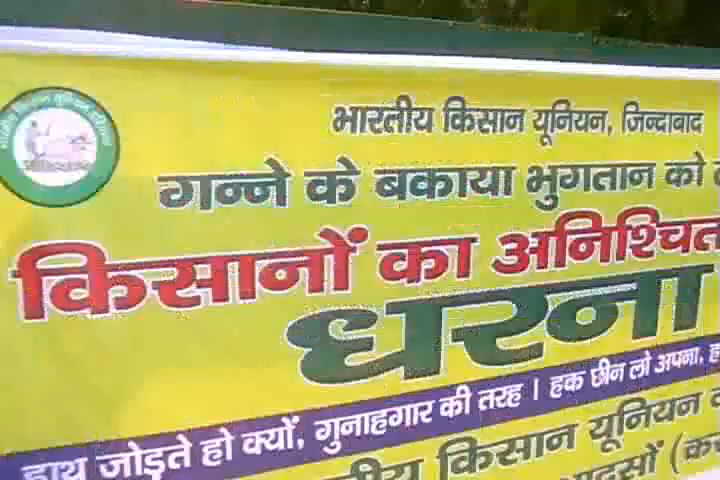 भारतीय किसान यूनियन, जिन्दाबाद
गन्ने के बकाया भुगतान को
किसानों का अनिश्चित
धरना
हाथ जोड़ते हो क्यों, गुनाहगार की तरह । हक छीन लो अपना,
किसान यूनियन